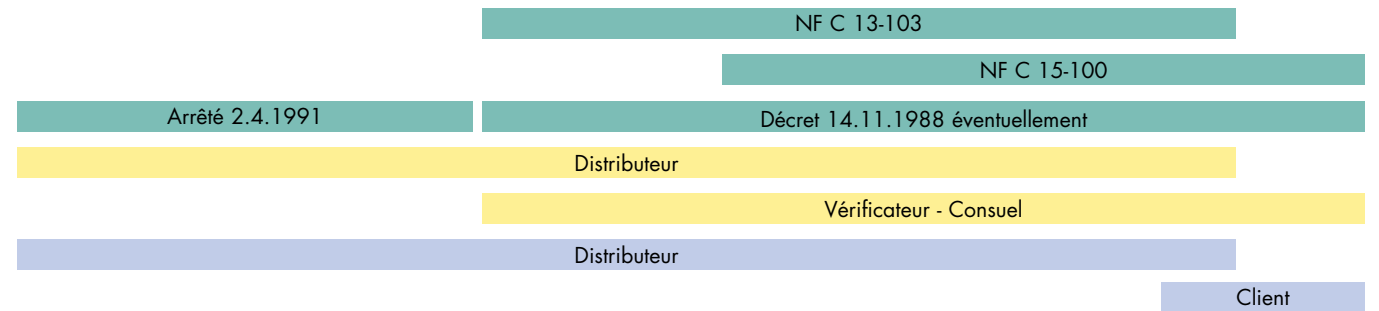 NF C 13-103
NF C 15-100
Arrêté 2.4.1991
Décret 14.11.1988 éventuellement
Distributeur
Vérificateur - Consuel
Distributeur
Client